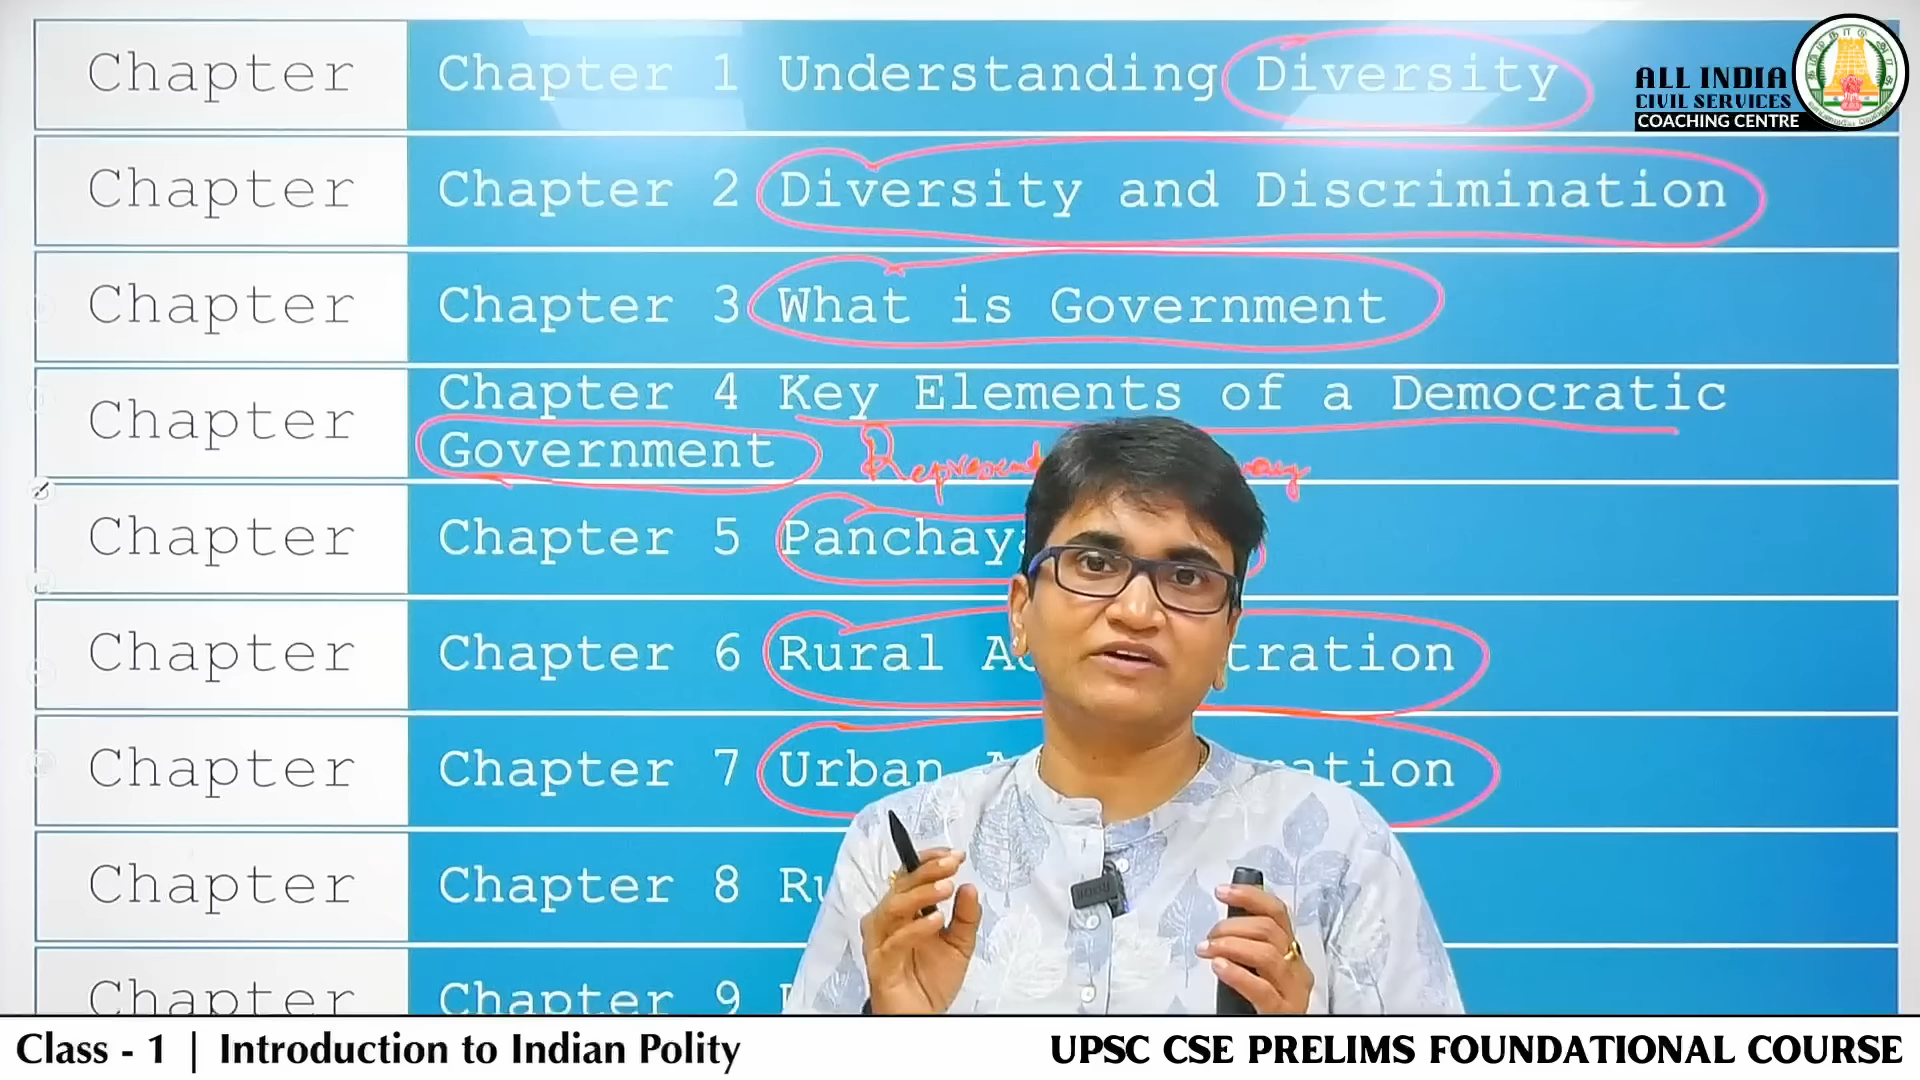 Chapter Chapter 1 Understanding Diversity
ALL INDIA
CIVIL SERVICES
COACHING CENTRE
Chapter Chapter 2 Diversity and Discrimination
Chapter Chapter 3 What is Government
Chapter Chapter 4 Key Elements of a Democratic
Government
Chapter Chapter 5
Chapter Chapter 6 Rural
Chapter Chapter 7 Urban
Chapter Chapter 8
Chapter Chapter 9
Class - 1 | Introduction to Indian Polity
UPSC CSE PRELIMS FOUNDATIONAL COURSE